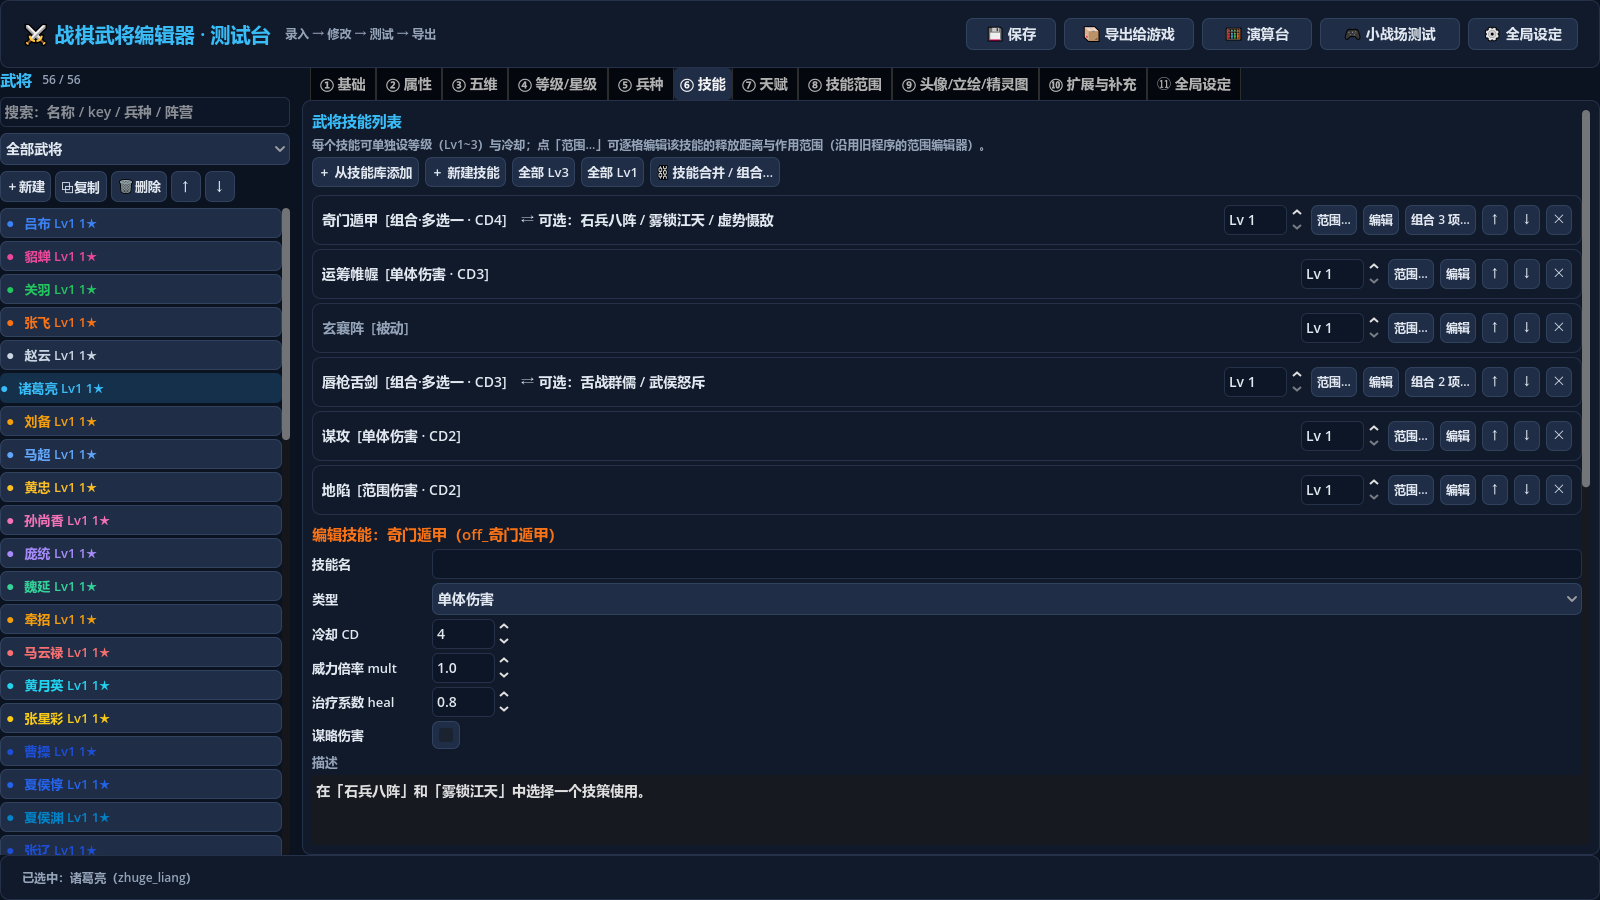 ⚔ 战棋武将编辑器 · 测试台 录入 → 修改 → 测试 → 导出 保存 导出给游戏 演算台 小战场测试 全局设定
武将 56 / 56
搜索：名称 / key / 兵种 / 阵营
全部武将
+新建 复制 删除 ↑ ↓
吕布 Lv1 1★
貂蝉 Lv1 1★
关羽 Lv1 1★
张飞 Lv1 1★
赵云 Lv1 1★
诸葛亮 Lv1 1★
刘备 Lv1 1★
马超 Lv1 1★
黄忠 Lv1 1★
孙尚香 Lv1 1★
庞统 Lv1 1★
魏延 Lv1 1★
牵招 Lv1 1★
马云禄 Lv1 1★
黄月英 Lv1 1★
张星彩 Lv1 1★
曹操 Lv1 1★
夏侯惇 Lv1 1★
夏侯渊 Lv1 1★
张辽 Lv1 1★
① 基础 ② 属性 ③ 五维 ④ 等级/星级 ⑤ 兵种 ⑥ 技能 ⑦ 天赋 ⑧ 技能范围 ⑨ 头像/立绘/精灵图 ⑩ 扩展与补充 ⑪ 全局设定
武将技能列表
每个技能可单独设等级（Lv1~3）与冷却；点「范围…」可逐格编辑该技能的释放距离与作用范围（沿用旧程序的范围编辑器）。
+ 从技能库添加 + 新建技能 全部 Lv3 全部 Lv1 ⛓ 技能合并 / 组合…
奇门遁甲 [组合·多选一 · CD4] ⇄ 可选：石兵八阵 / 雾锁江天 / 虚势慑敌 Lv 1 范围… 编辑 组合 3 项… ↑ ↓ ×
运筹帷幄 [单体伤害 · CD3] Lv 1 范围… 编辑 ↑ ↓ ×
玄襄阵 [被动] Lv 1 范围… 编辑 ↑ ↓ ×
唇枪舌剑 [组合·多选一 · CD3] ⇄ 可选：舌战群儒 / 武侯怒斥 Lv 1 范围… 编辑 组合 2 项… ↑ ↓ ×
谋攻 [单体伤害 · CD2] Lv 1 范围… 编辑 ↑ ↓ ×
地陷 [范围伤害 · CD2] Lv 1 范围… 编辑 ↑ ↓ ×
编辑技能：奇门遁甲（off_奇门遁甲）
技能名
类型 单体伤害
冷却 CD 4
威力倍率 mult 1.0
治疗系数 heal 0.8
谋略伤害
描述
在「石兵八阵」和「雾锁江天」中选择一个技策使用。
已选中：诸葛亮（zhuge_liang）